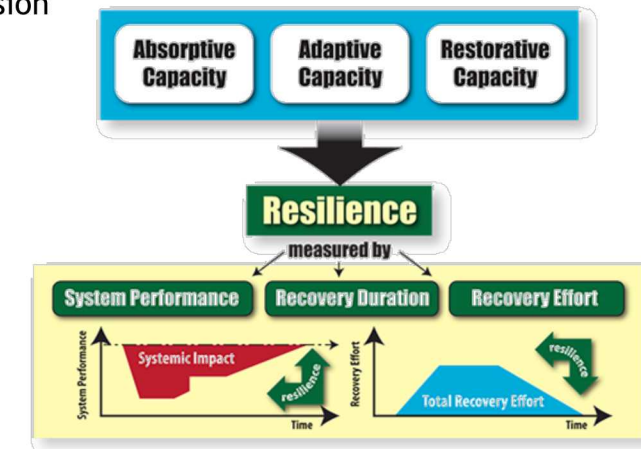 sion
Absorptive
Capacity
Adaptive
Capacity
Restorative
Capacity
Resilience
measured by
System Performance
Recovery Duration
Recovery Effort
System Performance
Systemic Impact
resilience
Time
Recovery Effort
Total Recovery Effort
resilience
Time